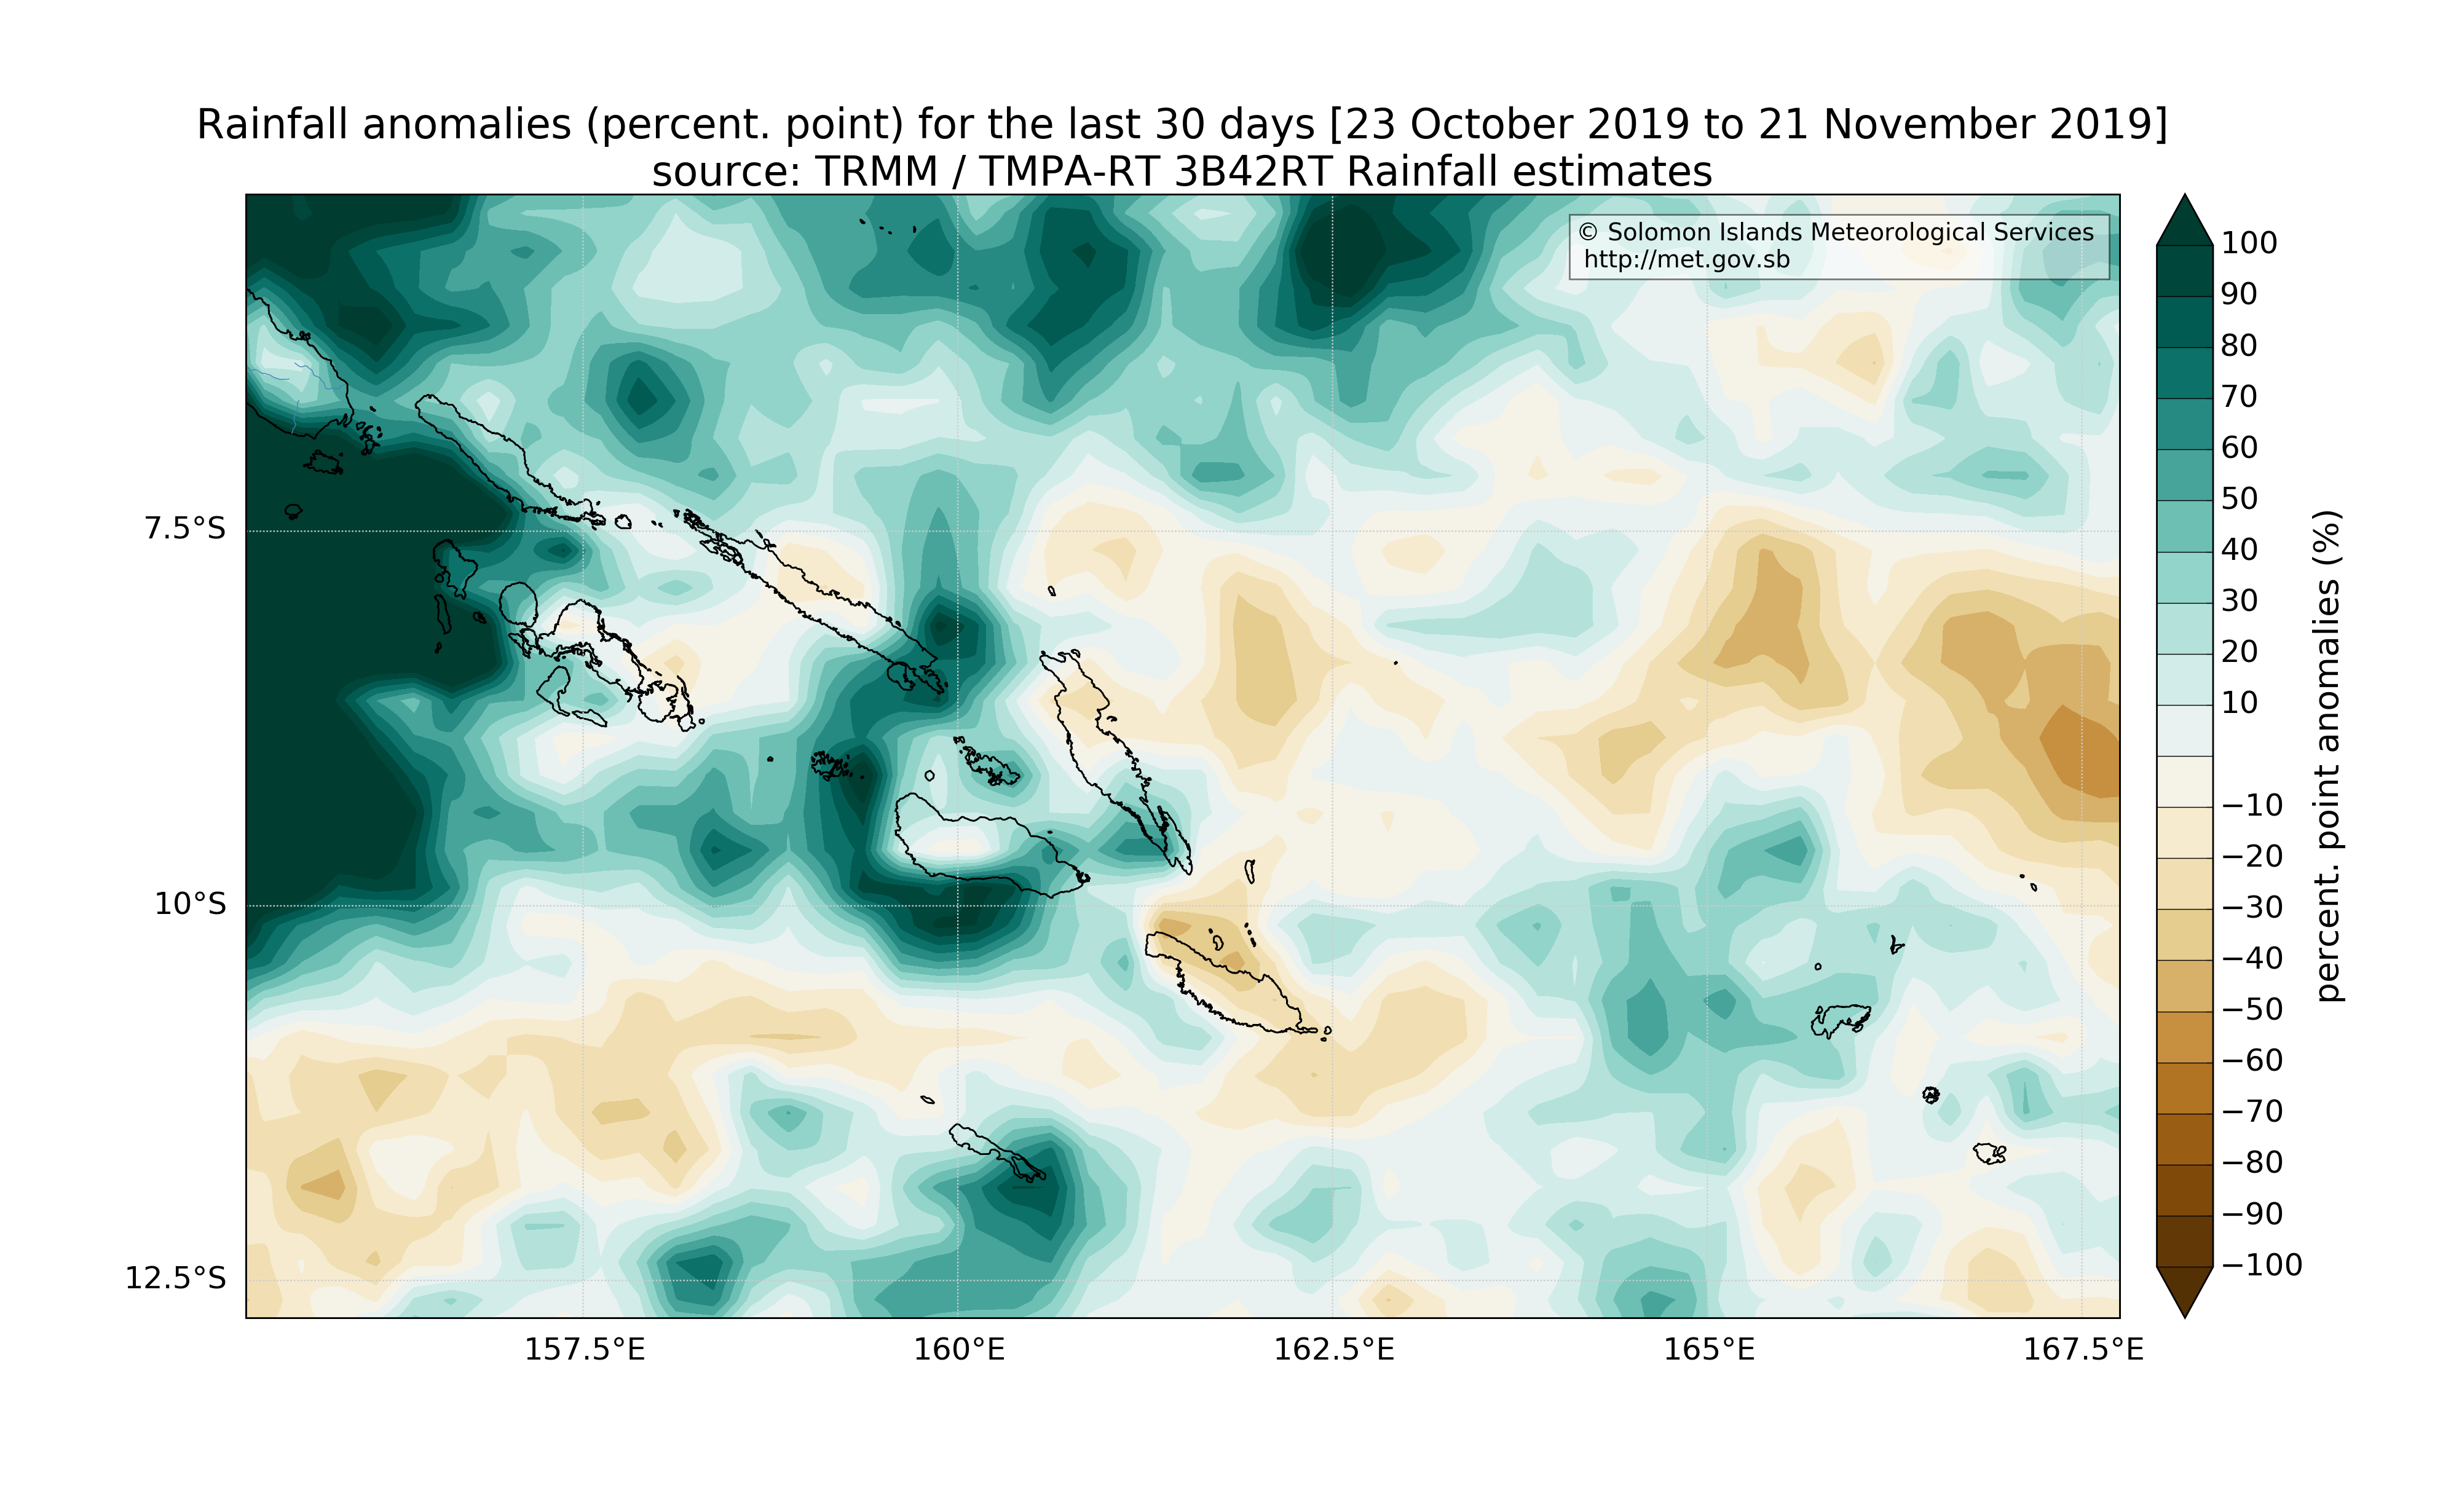 Rainfall anomalies (percent. point) for the last 30 days [23 October 2019 to 21 November 2019]
source: TRMM / TMPA-RT 3B42RT Rainfall estimates
© Solomon Islands Meteorological Services
http://met.gov.sb
7.5°S
10°S
12.5°S
157.5°E
160°E
162.5°E
165°E
167.5°E
100
90
80
70
60
50
40
30
20
10
−10
−20
−30
−40
−50
−60
−70
−80
−90
−100
percent. point anomalies (%)